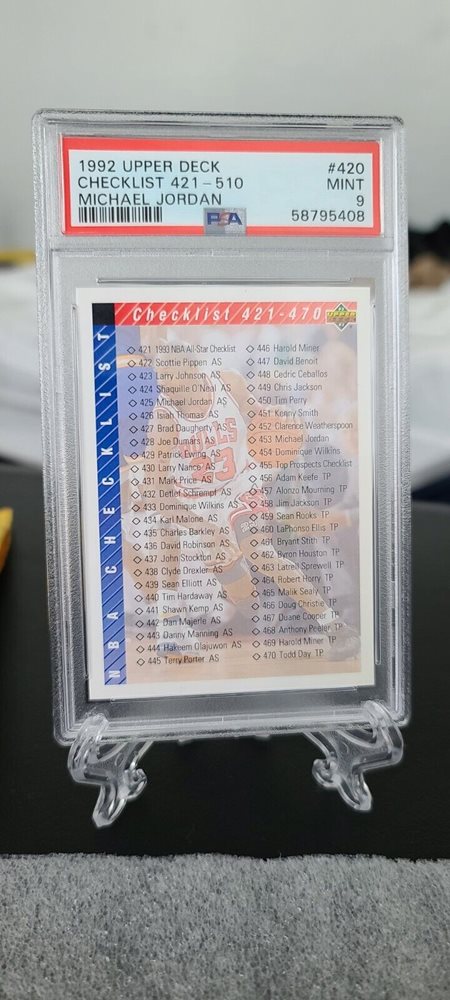 1992 UPPER DECK #420
CHECKLIST 421-510 MINT
MICHAEL JORDAN 9
PSA 58795408
Checklist 421-470
UPPER DECK
NBA CHECKLIST
421 1993 NBA All-Star Checklist
422 Scottie Pippen AS
423 Larry Johnson AS
424 Shaquille O'Neal AS
425 Michael Jordan AS
426 Isiah Thomas AS
427 Brad Daugherty AS
428 Joe Dumars AS
429 Patrick Ewing AS
430 Larry Nance AS
431 Mark Price AS
432 Detlef Schrempf AS
433 Dominique Wilkins AS
434 Karl Malone AS
435 Charles Barkley AS
436 David Robinson AS
437 John Stockton AS
438 Clyde Drexler AS
439 Sean Elliott AS
440 Tim Hardaway AS
441 Shawn Kemp AS
442 Dan Majerle AS
443 Danny Manning AS
444 Hakeem Olajuwon AS
445 Terry Porter AS
446 Harold Miner
447 David Benoit
448 Cedric Ceballos
449 Chris Jackson
450 Tim Perry
451 Kenny Smith
452 Clarence Weatherspoon
453 Michael Jordan
454 Dominique Wilkins
455 Top Prospects Checklist
456 Adam Keefe TP
457 Alonzo Mourning TP
458 Jim Jackson TP
459 Sean Rooks TP
460 LaPhonso Ellis TP
461 Bryant Stith TP
462 Byron Houston TP
463 Latrell Sprewell TP
464 Robert Horry TP
465 Malik Sealy TP
466 Doug Christie TP
467 Duane Cooper TP
468 Anthony Peeler TP
469 Harold Miner TP
470 Todd Day TP
BULLS
23